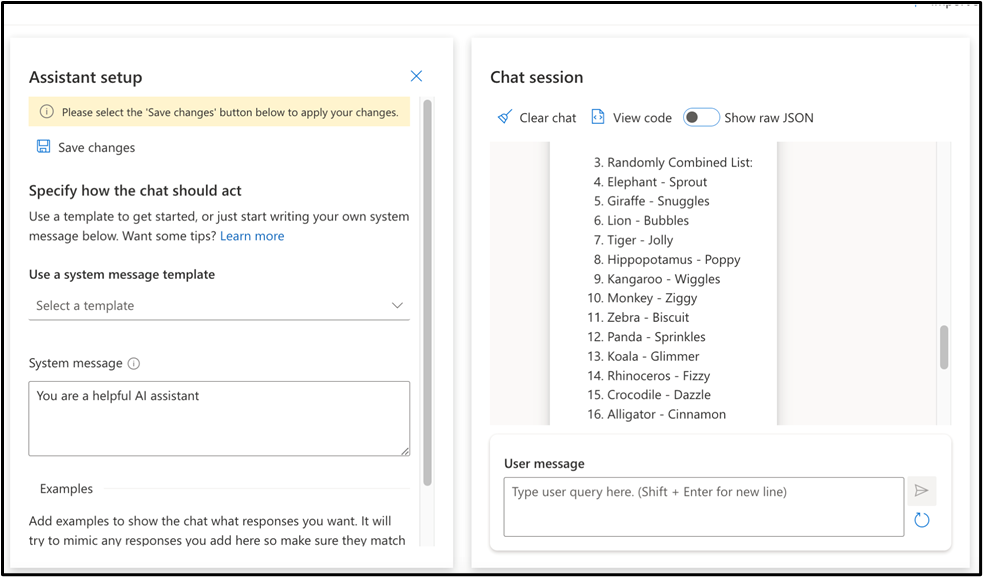 Assistant setup
Please select the 'Save changes' button below to apply your changes.
Save changes
Specify how the chat should act
Use a template to get started, or just start writing your own system
message below. Want some tips? Learn more
Use a system message template
Select a template
System message
You are a helpful AI assistant
Examples
Add examples to show the chat what responses you want. It will
try to mimic any responses you add here so make sure they match
Chat session
Clear chat View code Show raw JSON
3. Randomly Combined List:
4. Elephant - Sprout
5. Giraffe - Snuggles
6. Lion - Bubbles
7. Tiger - Jolly
8. Hippopotamus - Poppy
9. Kangaroo - Wiggles
10. Monkey - Ziggy
11. Zebra - Biscuit
12. Panda - Sprinkles
13. Koala - Glimmer
14. Rhinoceros - Fizzy
15. Crocodile - Dazzle
16. Alligator - Cinnamon
User message
Type user query here. (Shift + Enter for new line)